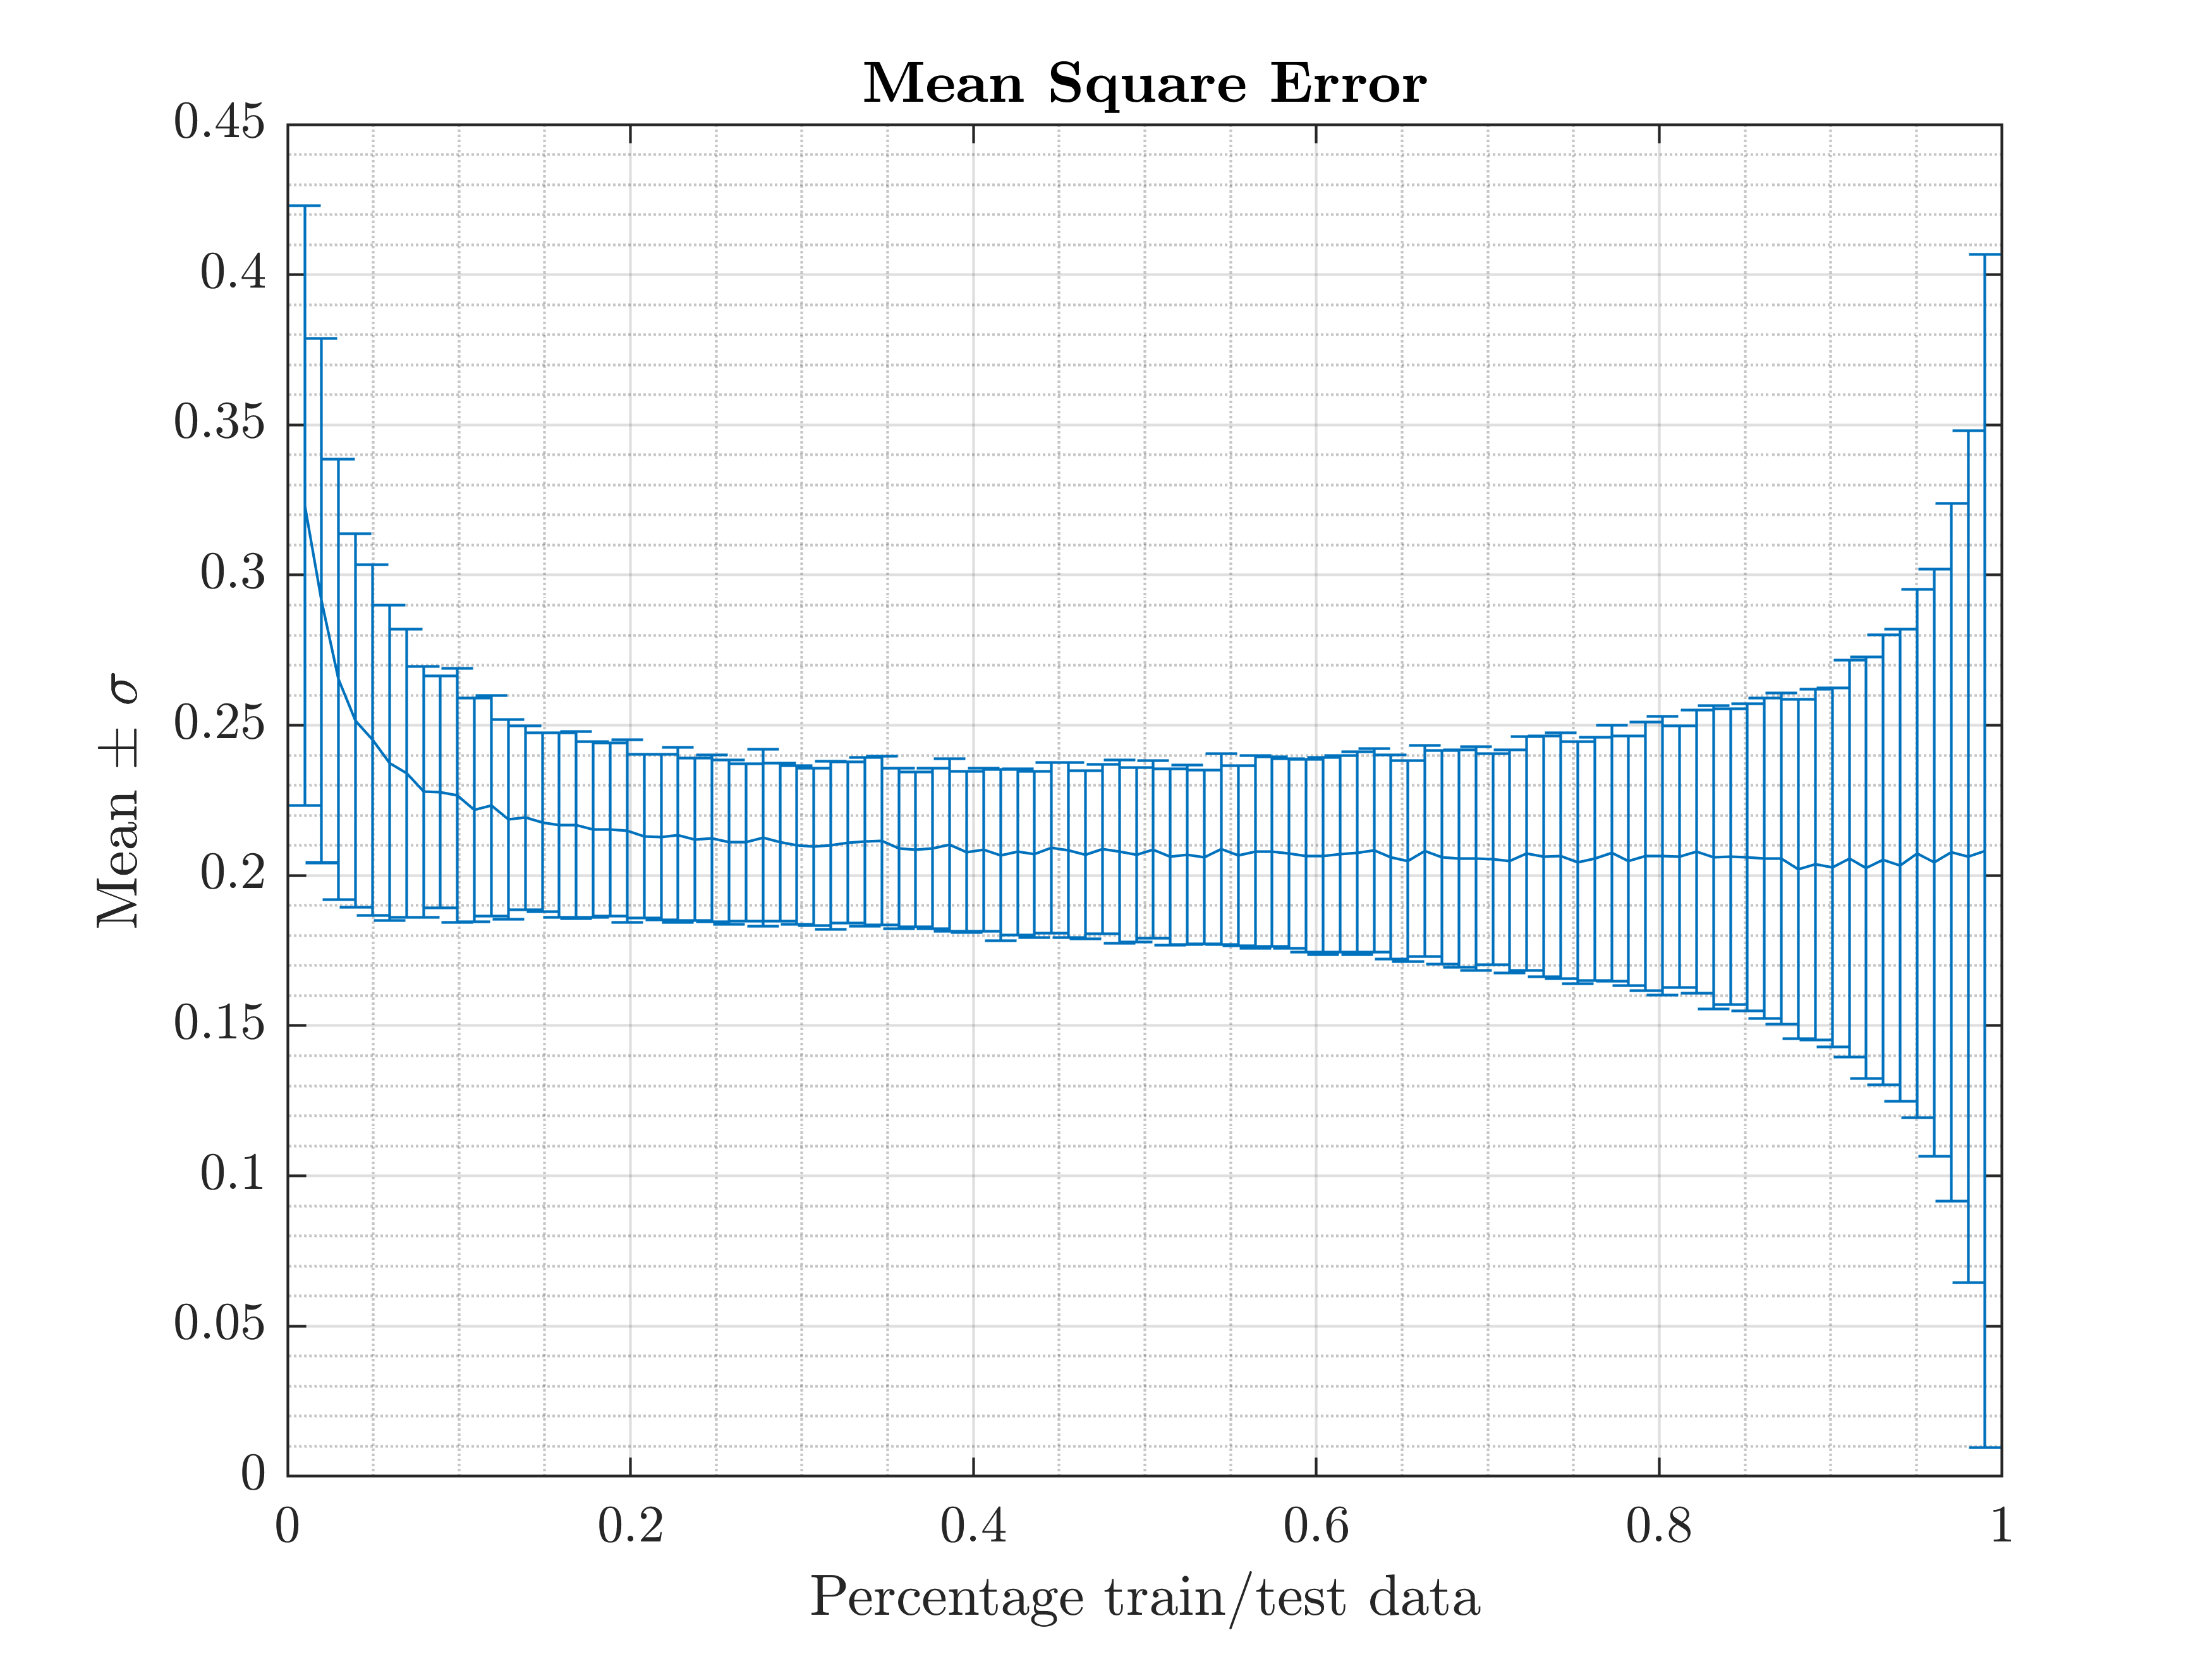 Mean Square Error
0.45
0.4
0.35
0.3
0.25
0.2
0.15
0.1
0.05
0
Mean ± σ
0 0.2 0.4 0.6 0.8 1
Percentage train/test data